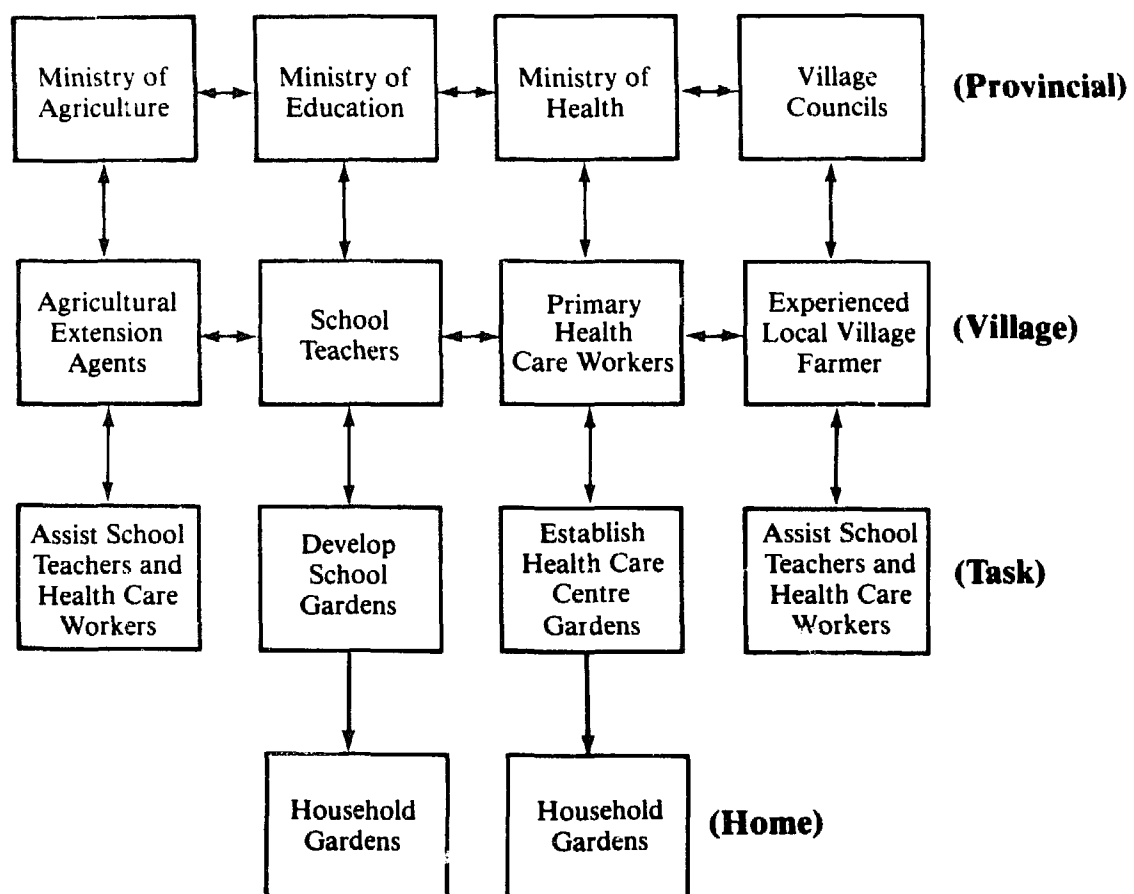 Ministry of
Agriculture
Ministry of
Education
Ministry of
Health
Village
Councils
(Provincial)
Agricultural
Extension
Agents
School
Teachers
Primary
Health
Care Workers
Experienced
Local Village
Farmer
(Village)
Assist School
Teachers and
Health Care
Workers
Develop
School
Gardens
Establish
Health Care
Centre
Gardens
Assist School
Teachers and
Health Care
Workers
(Task)
Household
Gardens
Household
Gardens
(Home)